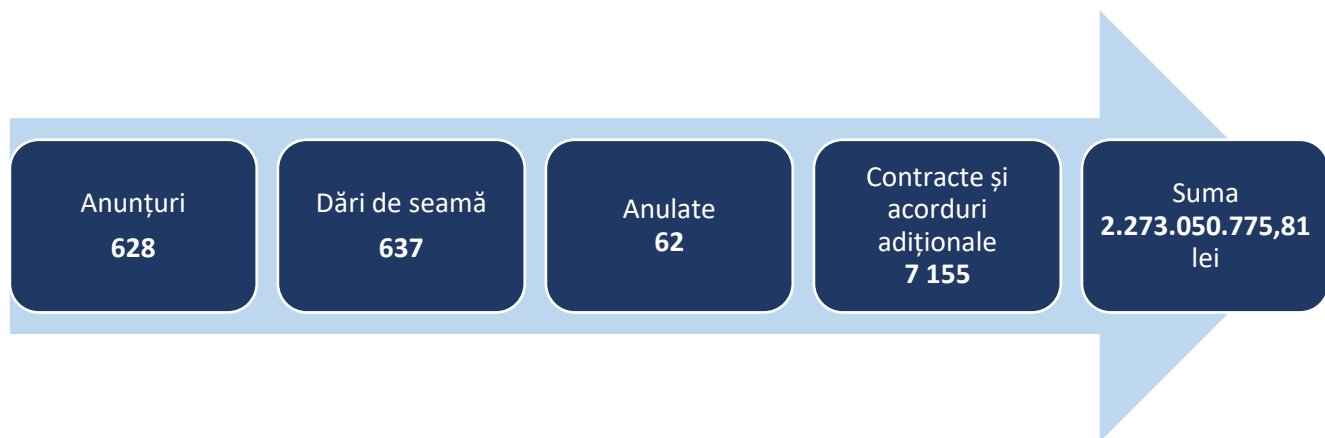 Anunțuri
628
Dări de seamă
637
Anulate
62
Contracte și
acorduri
adiționale
7 155
Suma
2.273.050.775,81
lei